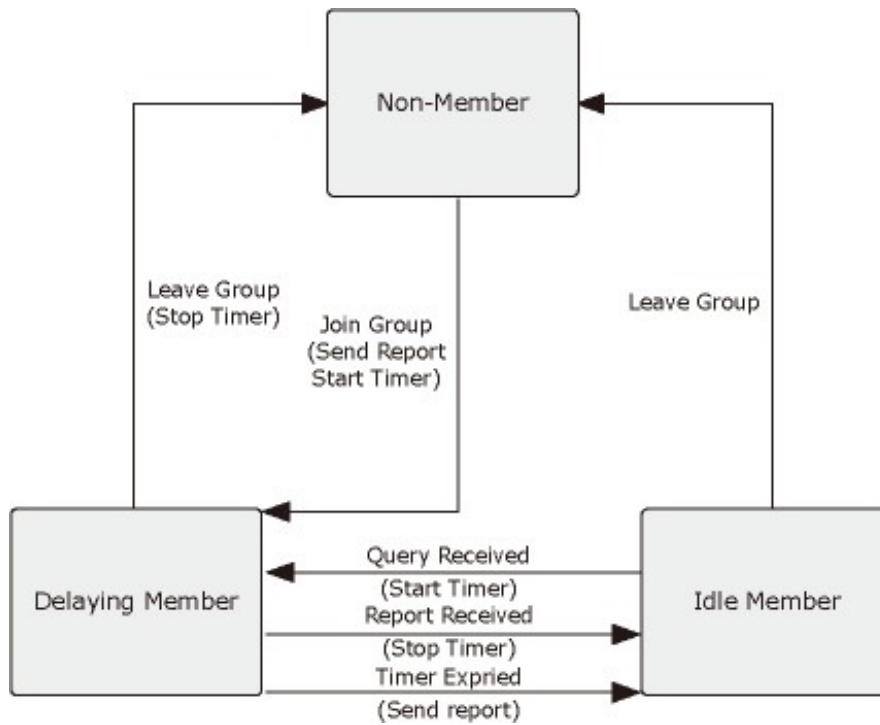 Non-Member
Leave Group
(Stop Timer)
Join Group
(Send Report
Start Timer)
Leave Group
Delaying Member
Query Received
(Start Timer)
Report Received
(Stop Timer)
Timer Expried
(Send report)
Idle Member